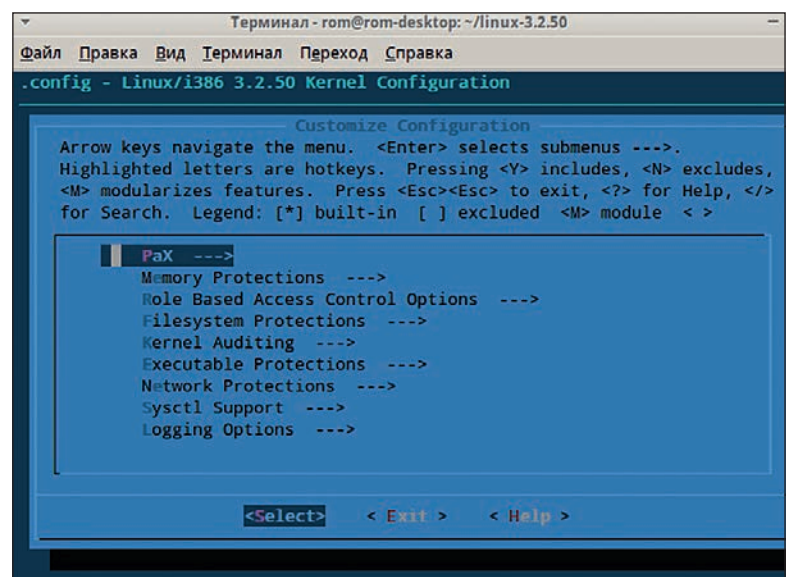 Терминал - rom@rom-desktop: ~/linux-3.2.50
Файл Правка Вид Терминал Переход Справка
.config - Linux/i386 3.2.50 Kernel Configuration
Customize Configuration
Arrow keys navigate the menu. <Enter> selects submenus --->.
Highlighted letters are hotkeys. Pressing <Y> includes, <N> excludes,
<M> modularizes features. Press <Esc><Esc> to exit, <?> for Help, </>
for Search. Legend: [*] built-in [ ] excluded <M> module < >
PaX --->
Memory Protections --->
Role Based Access Control Options --->
Filesystem Protections --->
Kernel Auditing --->
Executable Protections --->
Network Protections --->
Sysctl Support --->
Logging Options --->
<Select> < Exit > < Help >